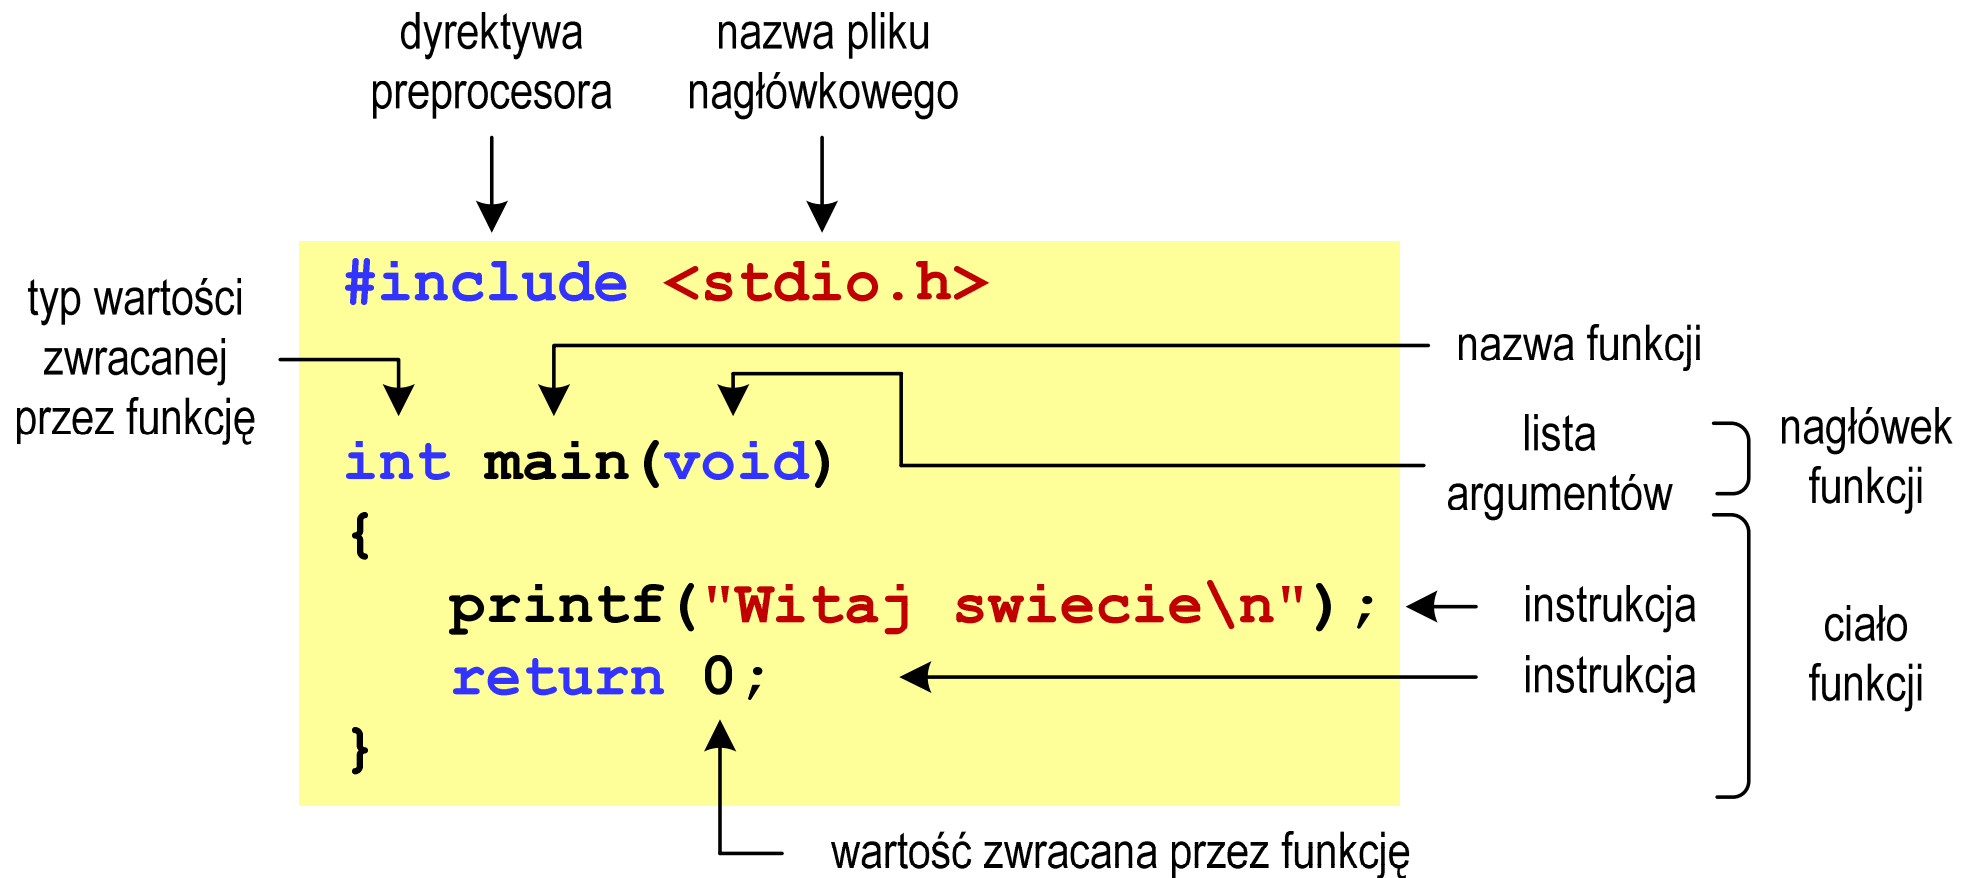 dyrektywa
preprocesora
nazwa pliku
nagłówkowego
#include <stdio.h>
typ wartości
zwracanej
przez funkcję
nazwa funkcji
int main(void)
lista
argumentów
nagłówek
funkcji
{
printf("Witaj swiecie\n");
instrukcja
return 0;
instrukcja
ciało
funkcji
}
wartość zwracana przez funkcję